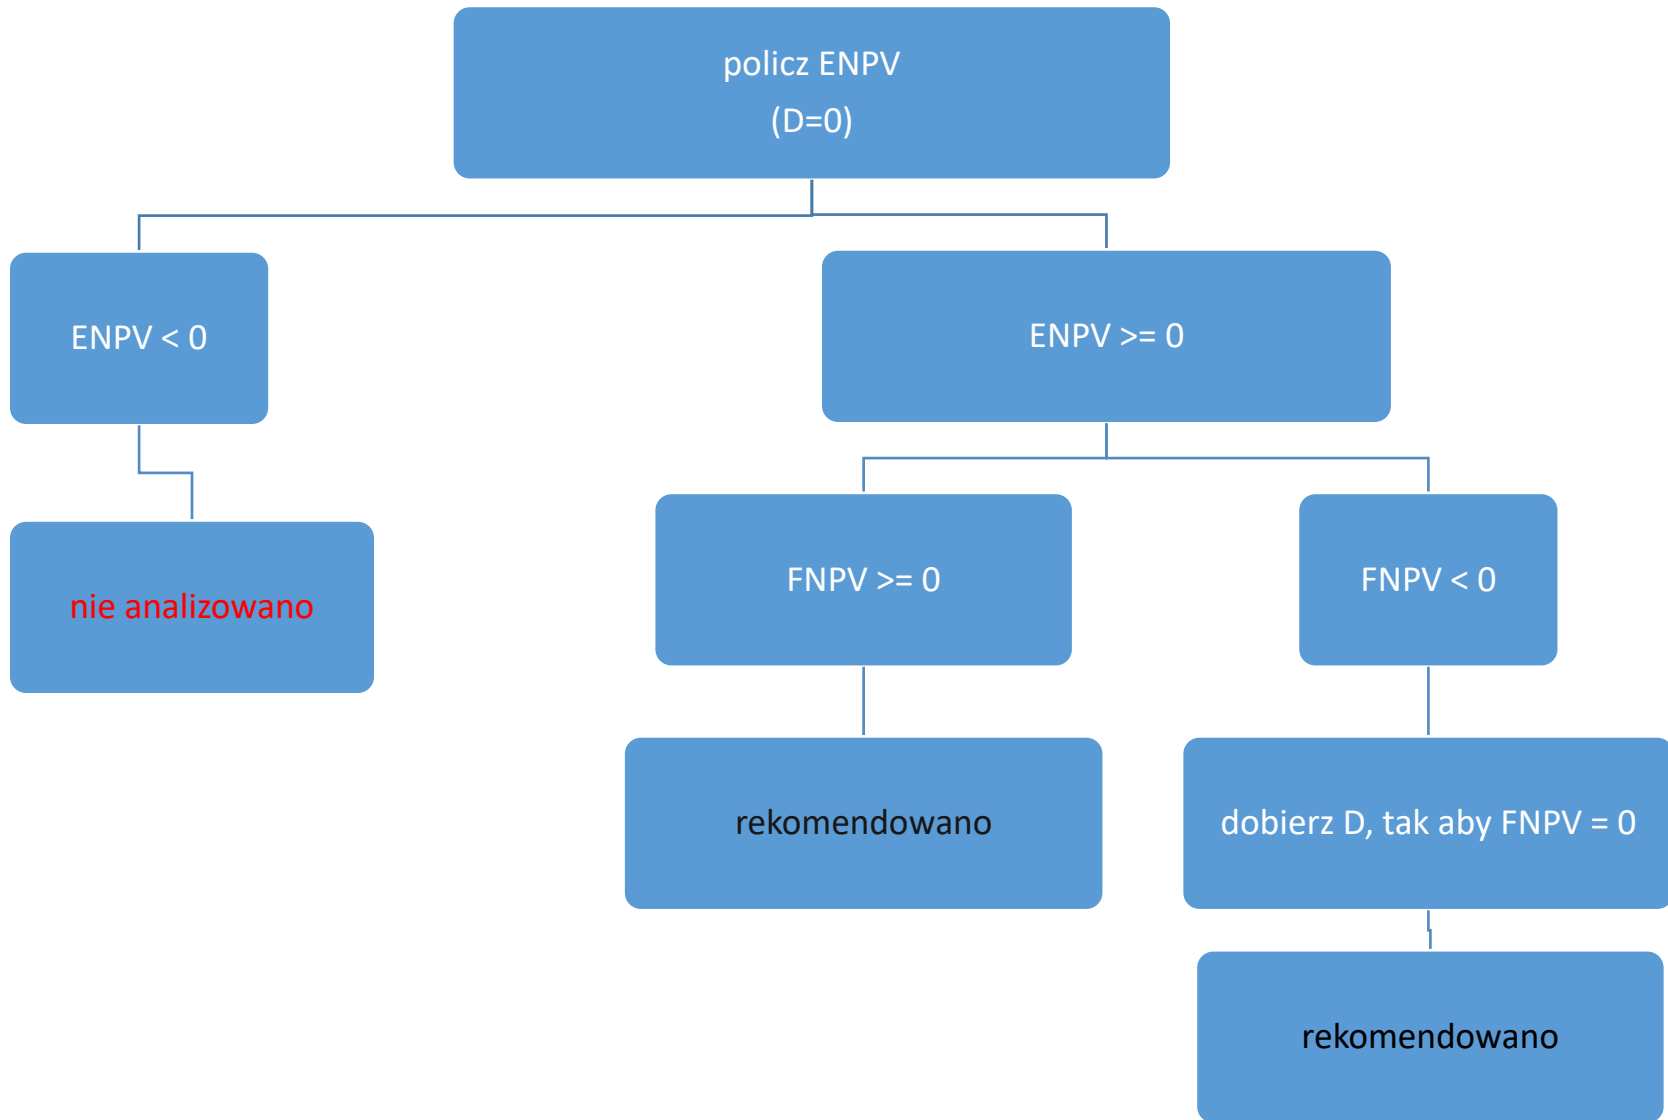 policz ENPV
(D=0)
ENPV < 0
ENPV >= 0
nie analizowano
FNPV >= 0
FNPV < 0
rekomendowano
dobierz D, tak aby FNPV = 0
rekomendowano